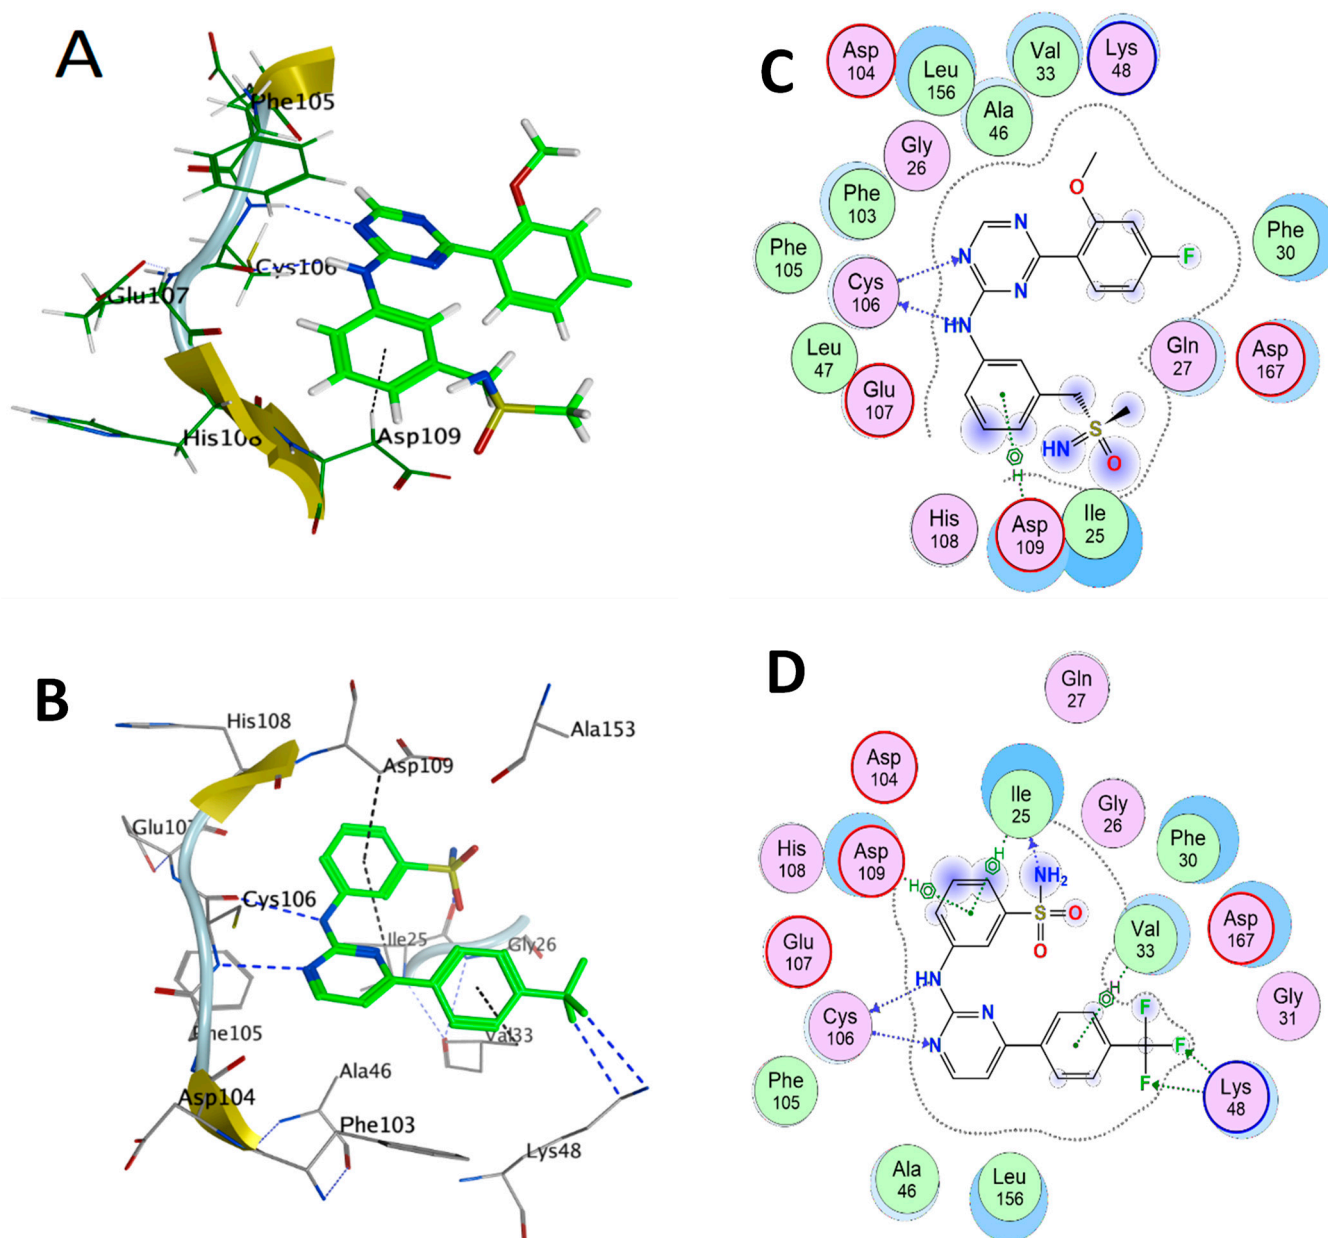 A
Phe105
Cys106
Glu107
His108
Asp109
C
Asp
104
Leu
156
Val
33
Lys
48
Ala
46
Gly
26
Phe
103
Phe
105
Cys
106
Leu
47
Glu
107
Phe
30
Gln
27
Asp
167
His
108
Asp
109
Ile
25
O
N
N
N
HN
F
HN
S
O
H
B
His108
Asp109
Ala153
Glu107
Cys106
Ile25
Gly26
Phe105
Val33
Ala46
Asp104
Phe103
Lys48
D
Gln
27
Asp
104
Ile
25
Gly
26
Phe
30
His
108
Asp
109
NH2
H
H
S
O
O
Val
33
Asp
167
Glu
107
Gly
31
HN
H
Cys
106
N
N
F
F
F
Phe
105
Lys
48
Ala
46
Leu
156